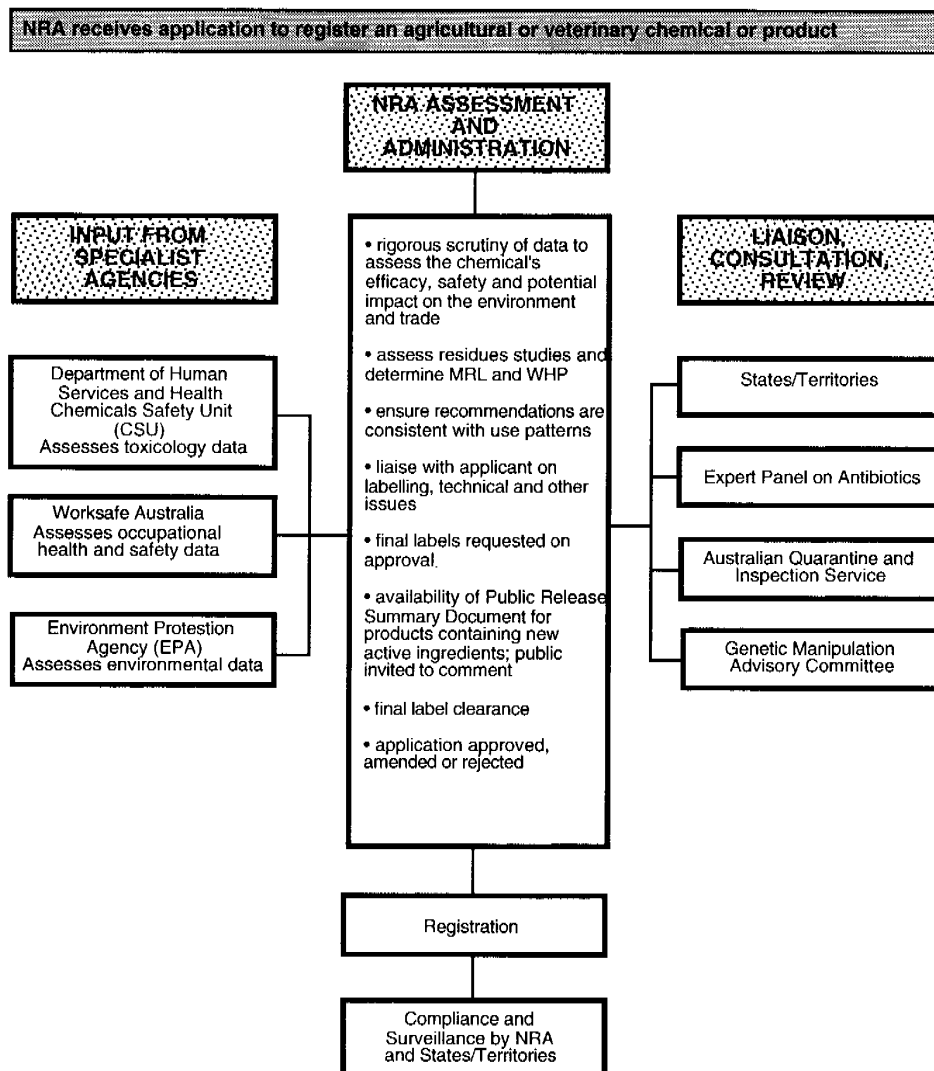 NRA receives application to register an agricultural or veterinary chemical or product
NRA ASSESSMENT
AND
ADMINISTRATION
INPUT FROM
SPECIALIST
AGENCIES
Department of Human
Services and Health
Chemicals Safety Unit
(CSU)
Assesses toxicology data
Worksafe Australia
Assesses occupational
health and safety data
Environment Protestion
Agency (EPA)
Assesses environmental data
• rigorous scrutiny of data to
assess the chemical's
efficacy, safety and potential
impact on the environment
and trade
• assess residues studies and
determine MRL and WHP
• ensure recommendations are
consistent with use patterns
• liaise with applicant on
labelling, technical and other
issues
• final labels requested on
approval.
• availability of Public Release
Summary Document for
products containing new
active ingredients; public
invited to comment
• final label clearance
• application approved,
amended or rejected
LIAISON,
CONSULTATION,
REVIEW
States/Territories
Expert Panel on Antibiotics
Australian Quarantine and
Inspection Service
Genetic Manipulation
Advisory Committee
Registration
Compliance and
Surveillance by NRA
and States/Territories